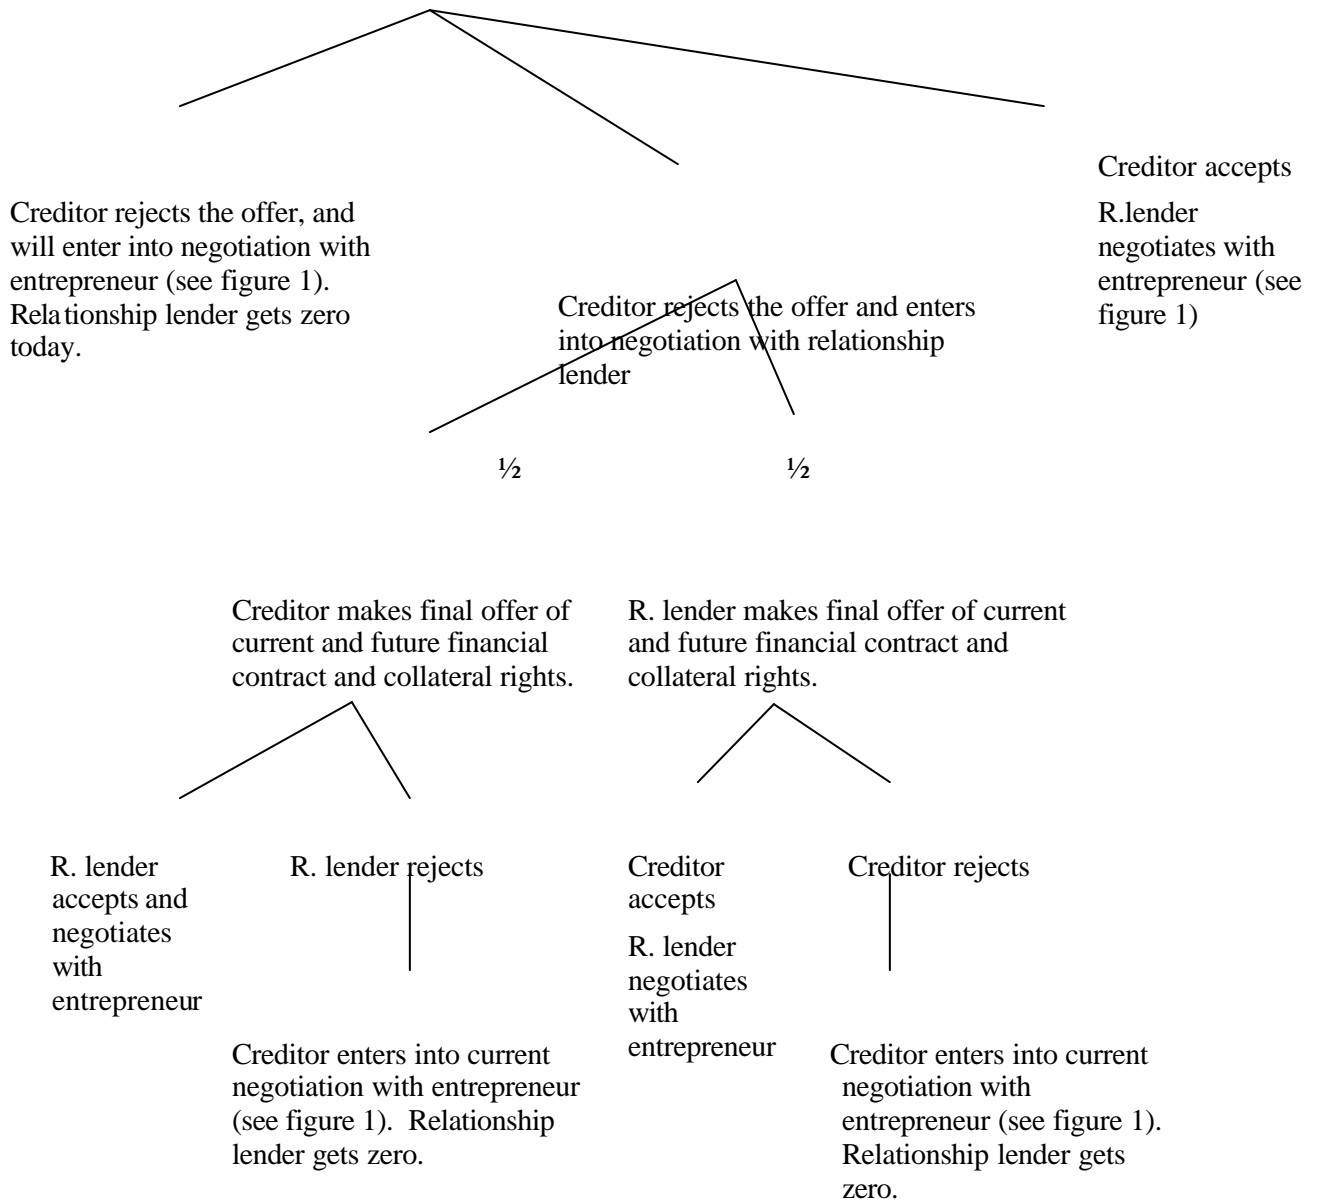 Creditor rejects the offer, and
will enter into negotiation with
entrepreneur (see figure 1).
Relationship lender gets zero
today.
Creditor rejects the offer and enters
into negotiation with relationship
lender
Creditor accepts
R.lender
negotiates with
entrepreneur (see
figure 1)
½
½
Creditor makes final offer of
current and future financial
contract and collateral rights.
R. lender makes final offer of current
and future financial contract and
collateral rights.
R. lender
accepts and
negotiates
with
entrepreneur
R. lender rejects
Creditor
accepts
R. lender
negotiates
with
entrepreneur
Creditor rejects
Creditor enters into current
negotiation with entrepreneur
(see figure 1). Relationship
lender gets zero.
Creditor enters into current
negotiation with
entrepreneur (see figure 1).
Relationship lender gets
zero.